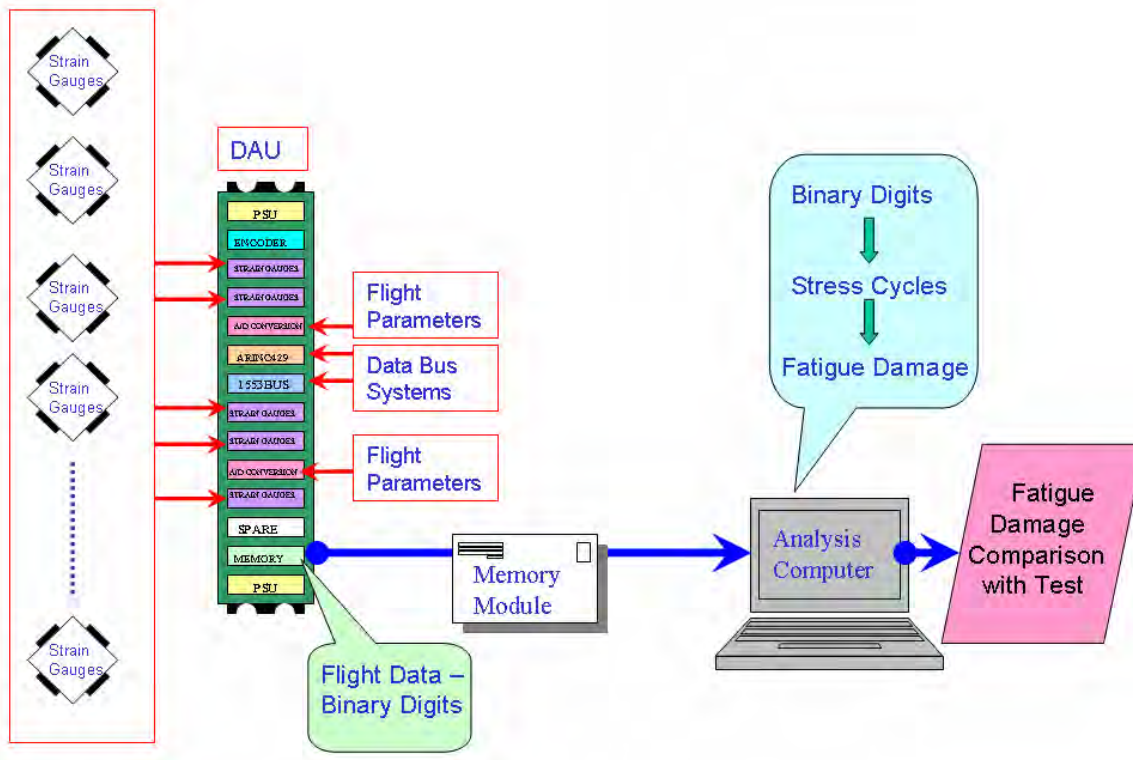 Strain
Gauges
Strain
Gauges
Strain
Gauges
Strain
Gauges
Strain
Gauges
DAU
PSU
ENCODER
STRAIN GAUGES
STRAIN GAUGES
A/D CONVERSION
ARINC429
1553BUS
STRAIN GAUGES
STRAIN GAUGES
A/D CONVERSION
STRAIN GAUGES
SPARE
MEMORY
PSU
Flight
Parameters
Data Bus
Systems
Flight
Parameters
Flight Data –
Binary Digits
Memory
Module
Binary Digits
Stress Cycles
Fatigue Damage
Analysis
Computer
Fatigue
Damage
Comparison
with Test